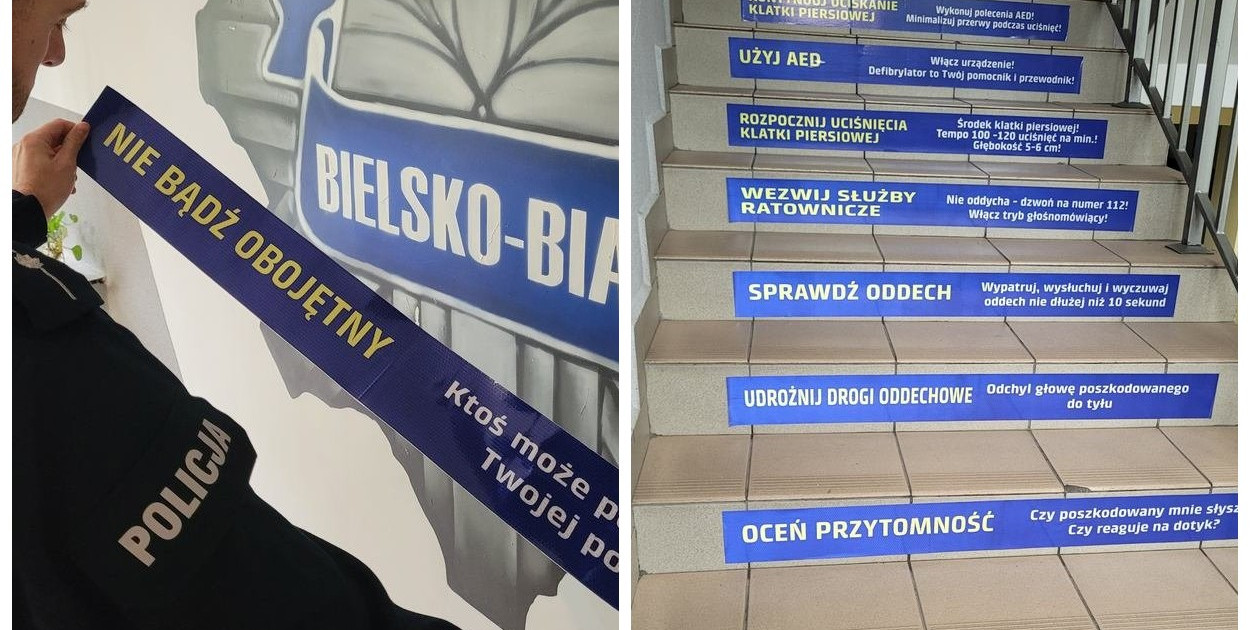 BIELSKO-BIA
NIE BĄDŹ OBOJĘTNY
Ktoś może
Twojej
POLICJA
UCISKANIE
KLATKI PIERSIOWEJ
Wykonuj polecenia AED!
Minimalizuj przerwy podczas uciśnięć!
UŻYJ AED
Włącz urządzenie!
Defibrylator to Twój pomocnik i przewodnik!
ROZPOCZNIJ UCIŚNIĘCIA
KLATKI PIERSIOWEJ
Środek klatki piersiowej!
Tempo 100 -120 uciśnięć na min.!
Głębokość 5-6 cm!
WEZWIJ SŁUŻBY
RATOWNICZE
Nie oddycha - dzwoń na numer 112!
Włącz tryb głośnomówiący!
SPRAWDŹ ODDECH
Wypatruj, wysłuchuj i wyczuwaj
oddech nie dłużej niż 10 sekund
UDROŻNIJ DROGI ODDECHOWE
Odchyl głowę poszkodowanego
do tyłu
OCEŃ PRZYTOMNOŚĆ
Czy poszkodowany mnie słysz
Czy reaguje na dotyk?